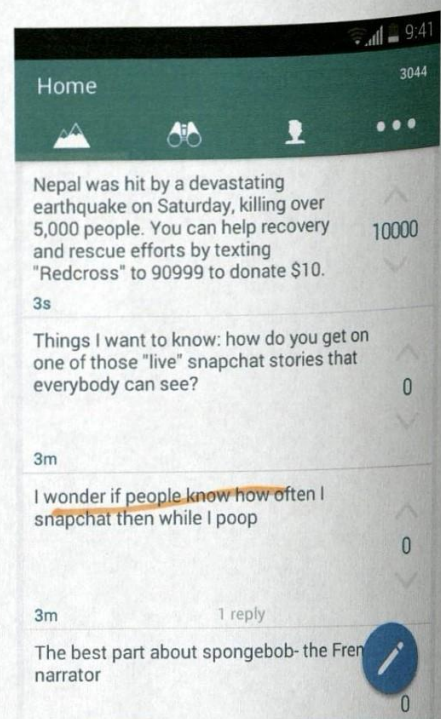 9:41
Home
3044
Nepal was hit by a devastating
earthquake on Saturday, killing over
5,000 people. You can help recovery
and rescue efforts by texting
"Redcross" to 90999 to donate $10.
10000
3s
Things I want to know: how do you get on
one of those "live" snapchat stories that
everybody can see?
0
3m
I wonder if people know how often I
snapchat then while I poop
0
3m
1 reply
The best part about spongebob- the Fren
narrator
0